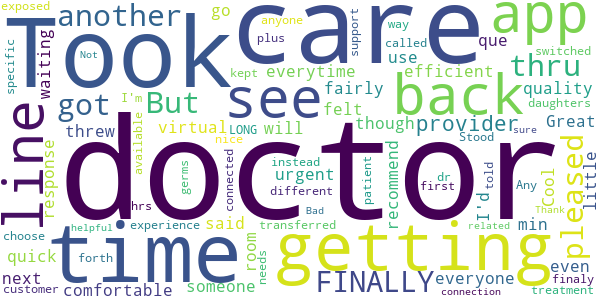 exposed
another
go
anyone
way
support
app
Took
care
plus
called
que
Not
specific
waiting
everytime
use
efficient
switched
kept
see
back
thru
got
But
I'm
fairly
quality
daughters
line
threw
virtual
LONG
will
felt
though
provider
Great
available
nice
Stood
sure
response
doctor
instead
urgent
different
patient
dr
first
recommend
I'd
told
Any
Cool
pleased
little
germs
connected
hrs
Bad
Thank
choose
experience
said
transferred
related
helpful
time
room
getting
min
quick
forth
someone
needs
everyone
even
next
FINALLY
finaly
customer
comfortable
connection
treatment